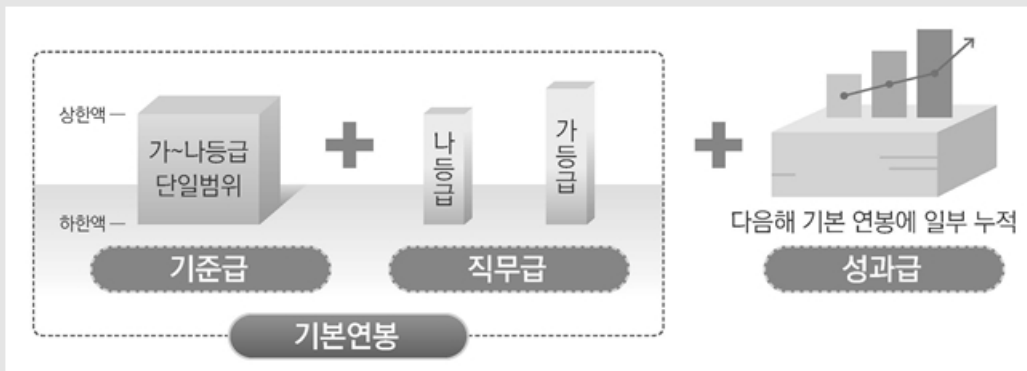 상한액
하한액
가~나등급
단일범위
나등급
가등급
다음해 기본 연봉에 일부 누적
기준급
직무급
성과급
기본연봉